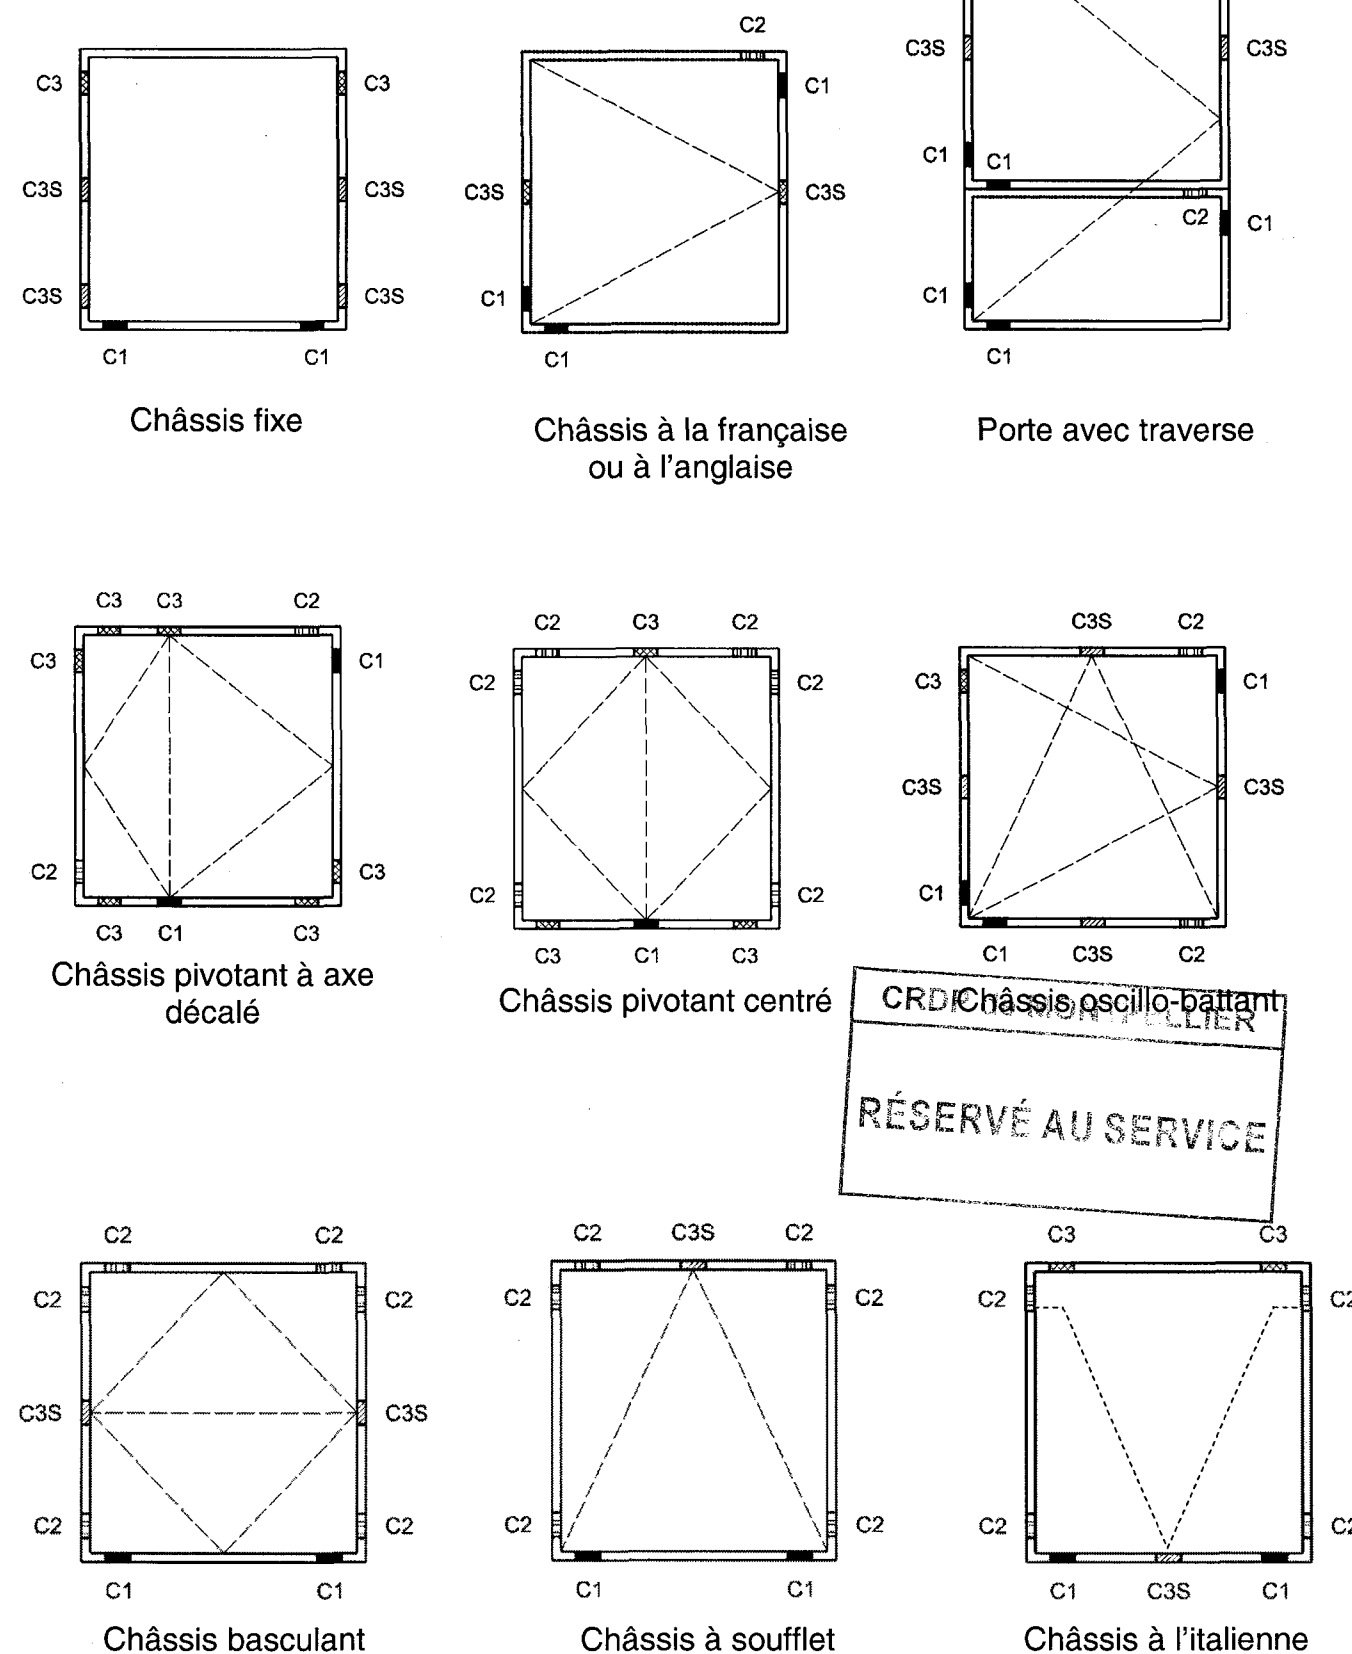 C2
C3 C3
C1
C3S C3S
C3S C3S
C3S C3S
C3S C3S
C1 C1
C2 C1
C1
C1
C1 C1
C1
C1
Châssis fixe
Châssis à la française
ou à l'anglaise
Porte avec traverse
C3 C3 C2
C2 C3 C2
C3S C2
C3 C1
C2 C2
C3 C1
C3S C3S
C2 C3
C2 C2
C1
C3 C1 C3
C3 C1 C3
C1 C3S C2
Châssis pivotant à axe
décalé
Châssis pivotant centré
Châssis oscillo-battant
CRDP de MONTPELLIER
RÉSERVÉ AU SERVICE
C2 C2
C2 C3S C2
C3 C3
C2 C2
C2 C2
C2 C2
C3S C3S
C2 C2
C2 C2
C2 C2
C1 C1
C1 C1
C1 C3S C1
Châssis basculant
Châssis à soufflet
Châssis à l'italienne